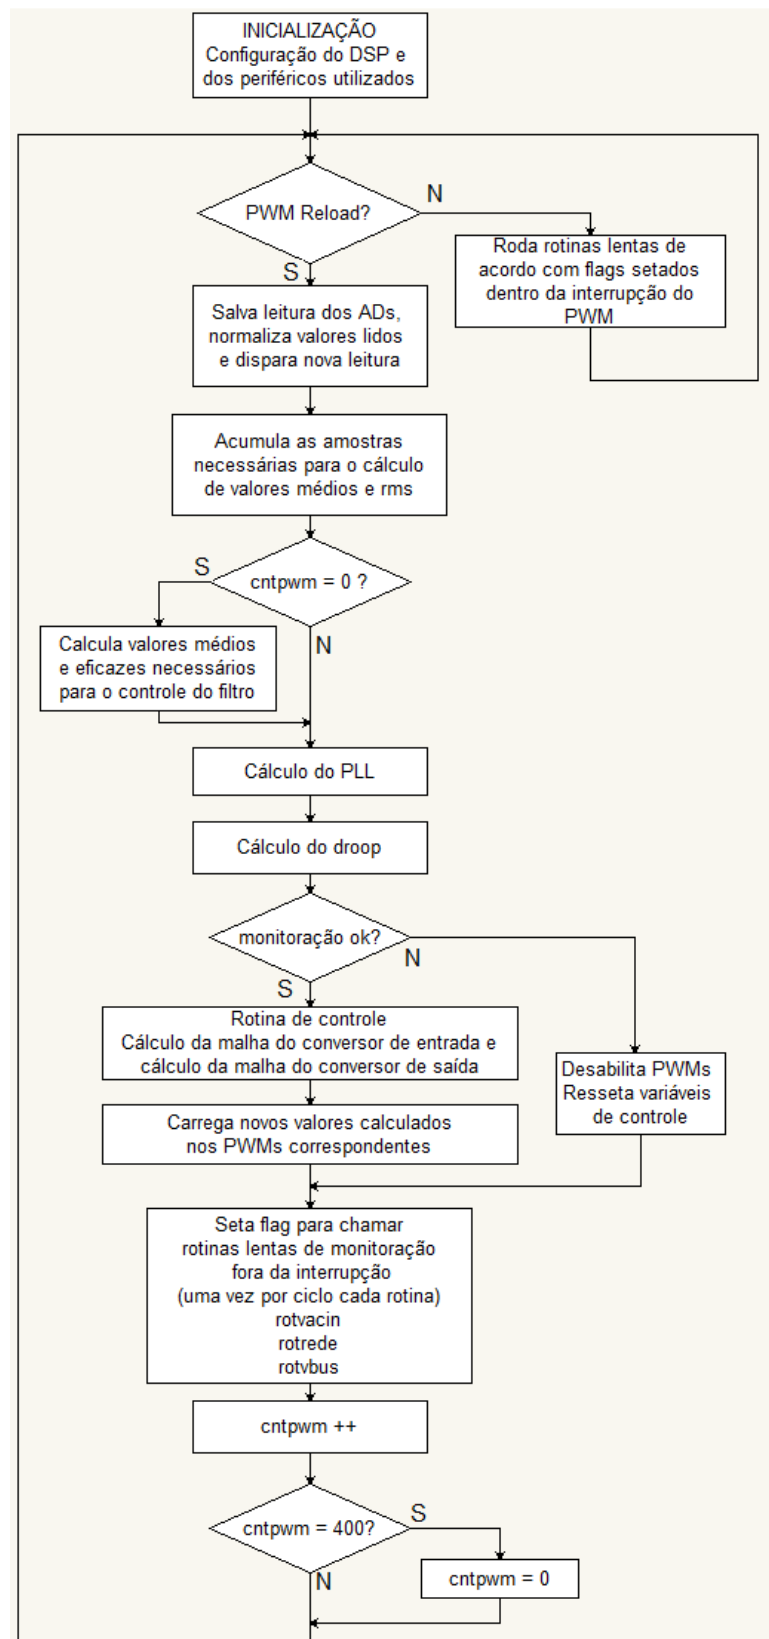 INICIALIZAÇÃO
Configuração do DSP e
dos periféricos utilizados
PWM Reload?
N
S
Roda rotinas lentas de
acordo com flags setados
dentro da interrupção do
PWM
Salva leitura dos ADs,
normaliza valores lidos
e dispara nova leitura
Acumula as amostras
necessárias para o cálculo
de valores médios e rms
cntpwm = 0 ?
S
N
Calcula valores médios
e eficazes necessários
para o controle do filtro
Cálculo do PLL
Cálculo do droop
monitoração ok?
N
S
Rotina de controle
Cálculo da malha do conversor de entrada e
cálculo da malha do conversor de saída
Desabilita PWMs
Resseta variáveis
de controle
Carrega novos valores calculados
nos PWMs correspondentes
Seta flag para chamar
rotinas lentas de monitoração
fora da interrupção
(uma vez por ciclo cada rotina)
rotvacin
rotrede
rotvbus
cntpwm ++
cntpwm = 400?
S
N
cntpwm = 0